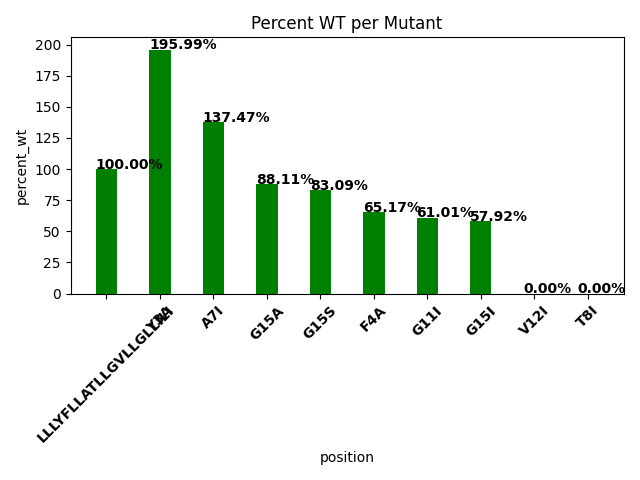 Percent WT per Mutant
percent_wt
200
175
150
125
100
75
50
25
0
100.00%
195.99%
137.47%
88.11%
83.09%
65.17%
61.01%
57.92%
0.00%
0.00%
Y3A
A7I
G15A
G15S
F4A
G11I
G15I
V12I
T8I
position